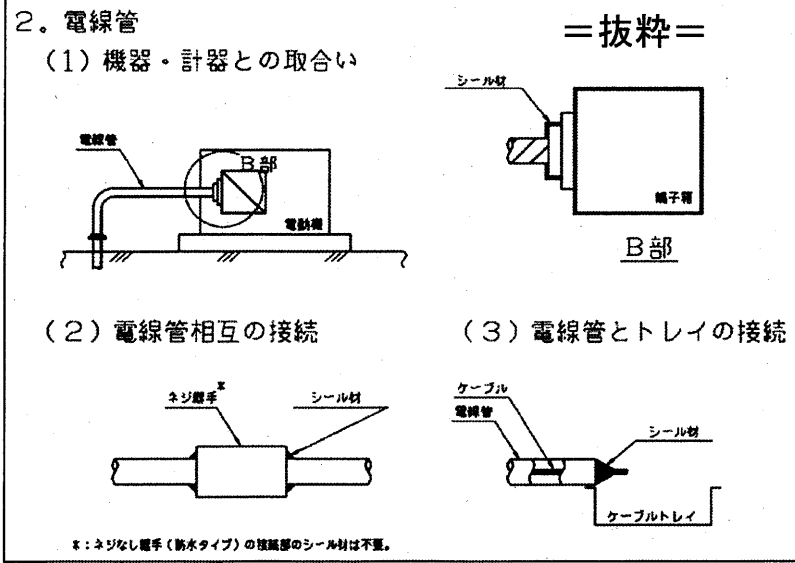 2。電線管
＝抜粋＝
(1)機器・計器との取合い
電線管
B部
電動機
シール材
端子箱
B部
(2)電線管相互の接続
ネジ継手*
シール材
(3)電線管とトレイの接続
ケーブル
電線管
シール材
ケーブルトレイ
*:ネジなし継手(防水タイプ)の接続部のシール材は不要。